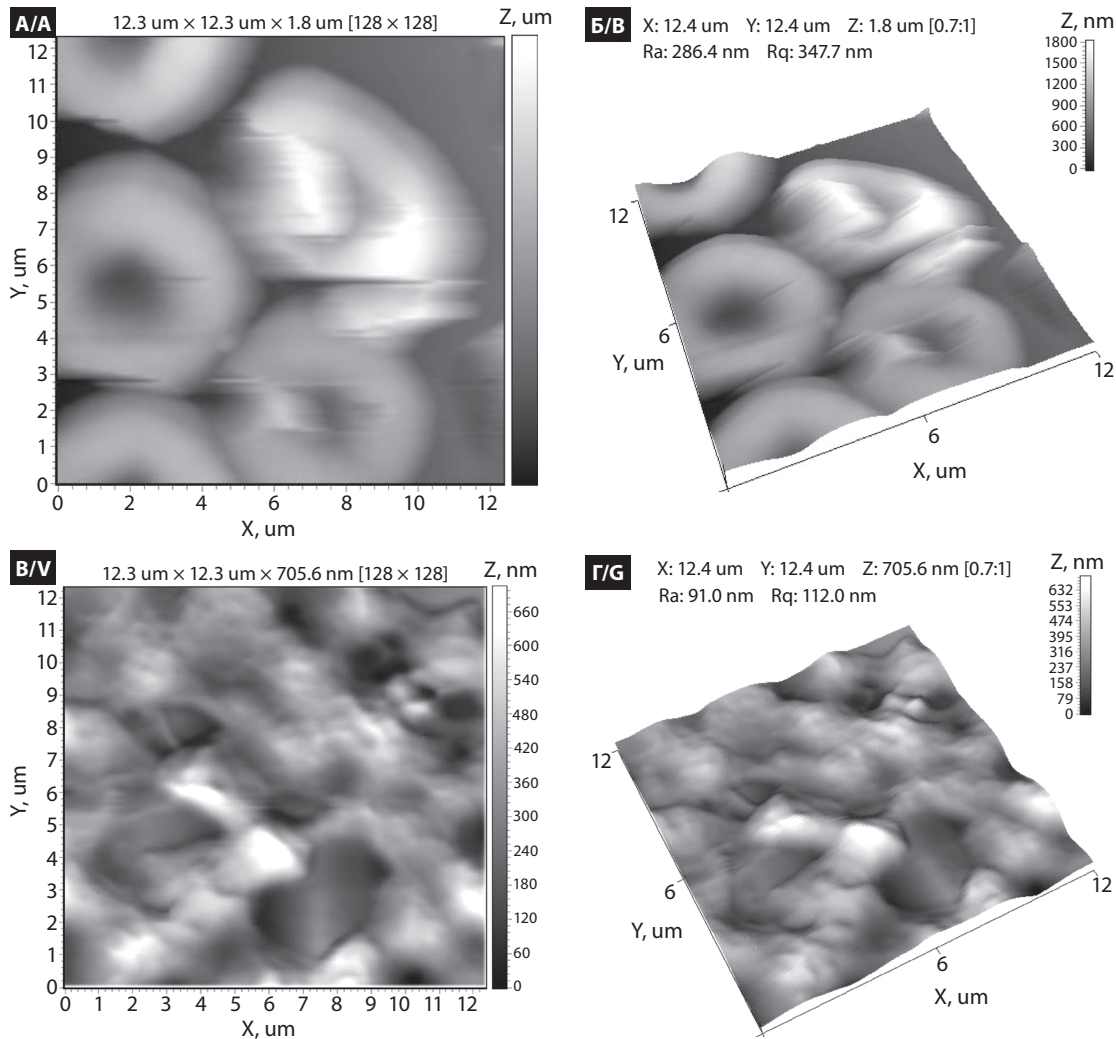 А/A
12.3 um × 12.3 um × 1.8 um [128 × 128]
Z, um
12
11
10
9
8
7
6
5
4
3
2
1
0
Y, um
0 2 4 6 8 10 12
X, um
Б/B
X: 12.4 um Y: 12.4 um Z: 1.8 um [0.7:1]
Ra: 286.4 nm Rq: 347.7 nm
Z, nm
1800
1500
1200
900
600
300
0
12
6
Y, um
6
12
X, um
В/V
12.3 um × 12.3 um × 705.6 nm [128 × 128]
Z, nm
660
600
540
480
420
360
300
240
180
120
60
0
12
11
10
9
8
7
6
5
4
3
2
1
0
Y, um
0 1 2 3 4 5 6 7 8 9 10 11 12
X, um
Г/G
X: 12.4 um Y: 12.4 um Z: 705.6 nm [0.7:1]
Ra: 91.0 nm Rq: 112.0 nm
Z, nm
632
553
474
395
316
237
158
79
0
12
6
Y, um
6
12
X, um